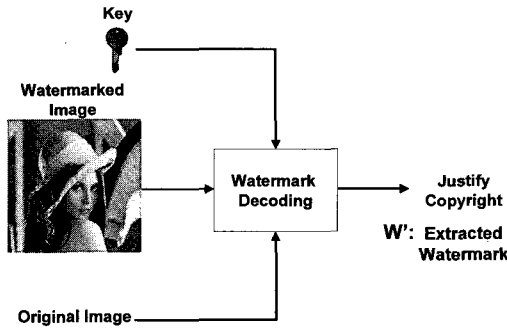 Key
Watermarked
Image
Watermark
Decoding
Justify
Copyright
W': Extracted
Watermark
Original Image